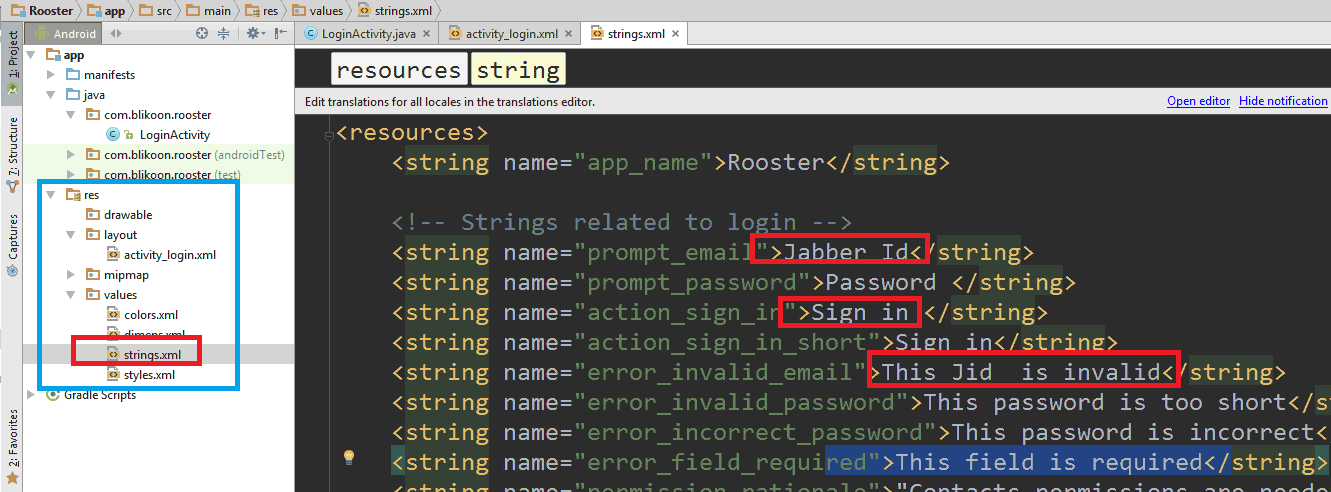 Rooster app src main res values strings.xml
Android
LoginActivity.java activity_login.xml strings.xml
1: Project
7: Structure
Captures
2: Favorites
app
manifests
java
com.blikoon.rooster
LoginActivity
com.blikoon.rooster (androidTest)
com.blikoon.rooster (test)
res
drawable
layout
activity_login.xml
mipmap
values
colors.xml
dimens.xml
strings.xml
styles.xml
Gradle Scripts
resources string
Edit translations for all locales in the translations editor. Open editor Hide notification
<resources>
<string name="app_name">Rooster</string>
<!-- Strings related to login -->
<string name="prompt_email">Jabber Id</string>
<string name="prompt_password">Password </string>
<string name="action_sign_in">Sign in </string>
<string name="action_sign_in_short">Sign in</string>
<string name="error_invalid_email">This Jid  is invalid</string>
<string name="error_invalid_password">This password is too short</st
<string name="error_incorrect_password">This password is incorrect<
<string name="error_field_required">This field is required</string>
<string name="permission_rationale">"Contacts permissions are neede